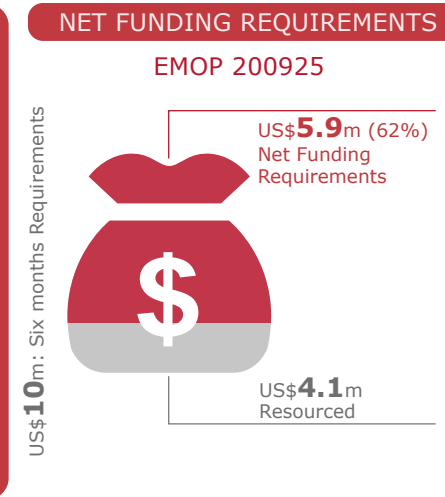 NET FUNDING REQUIREMENTS
EMOP 200925
US$5.9m (62%)
Net Funding
Requirements
US$10m: Six months Requirements
$
US$4.1m
Resourced